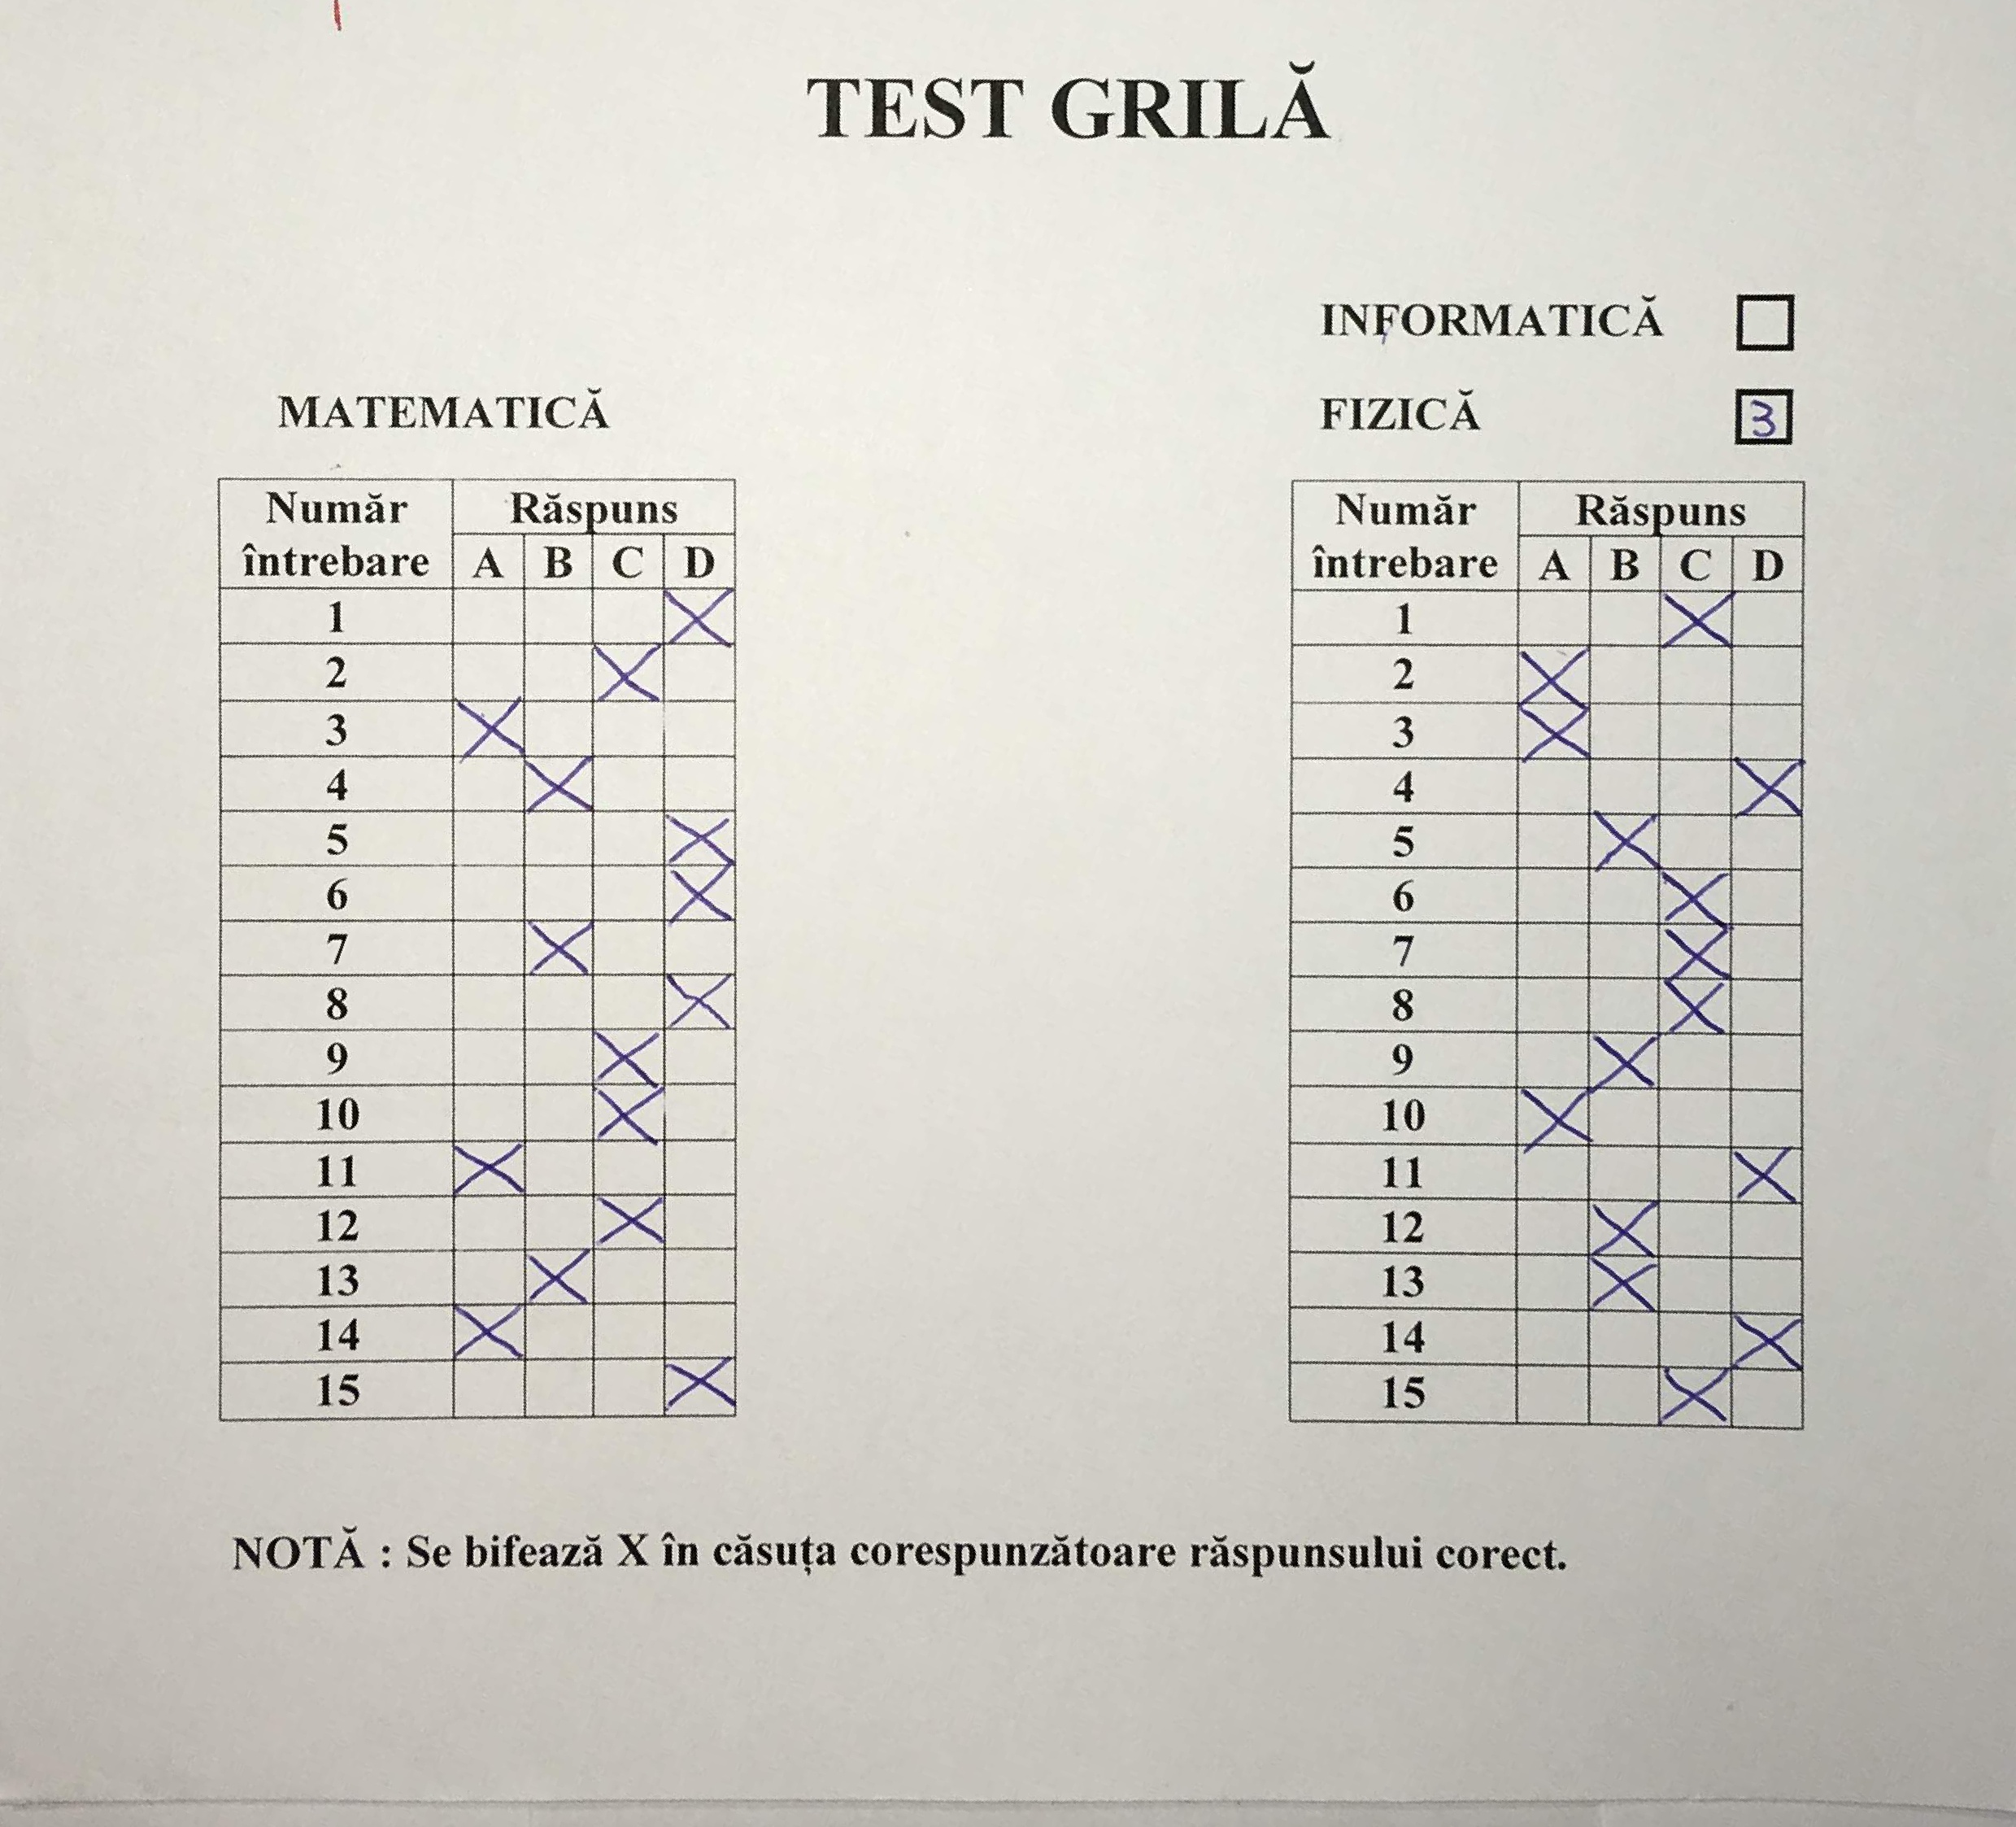 TEST GRILĂ
INFORMATICĂ
MATEMATICĂ
FIZICĂ 3
Număr întrebare Răspuns
A B C D
1 X
2 X
3 X
4 X
5 X
6 X
7 X
8 X
9 X
10 X
11 X
12 X
13 X
14 X
15 X
Număr întrebare Răspuns
A B C D
1 X
2 X
3 X
4 X
5 X
6 X
7 X
8 X
9 X
10 X
11 X
12 X
13 X
14 X
15 X
NOTĂ : Se bifează X în căsuța corespunzătoare răspunsului corect.